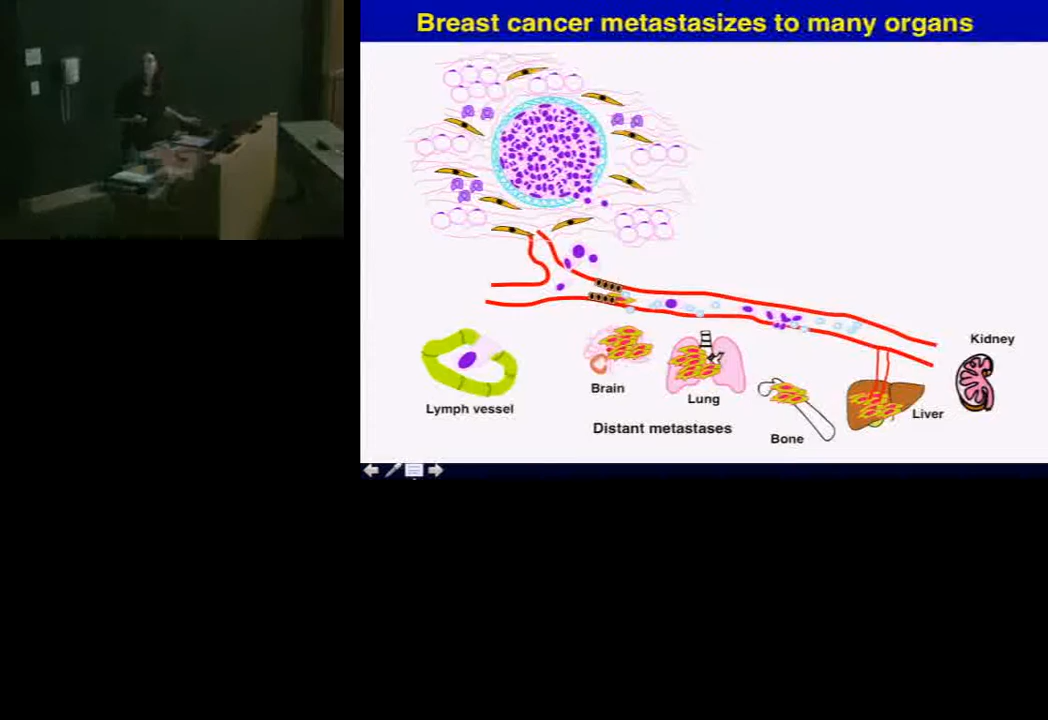 Breast cancer metastasizes to many organs
Kidney
Brain
Lung
Lymph vessel
Liver
Distant metastases
Bone